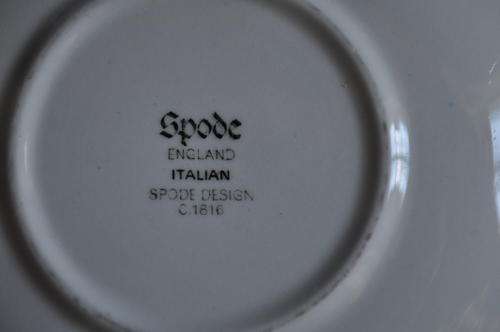 Spode
ENGLAND
ITALIAN
SPODE DESIGN
C.1816